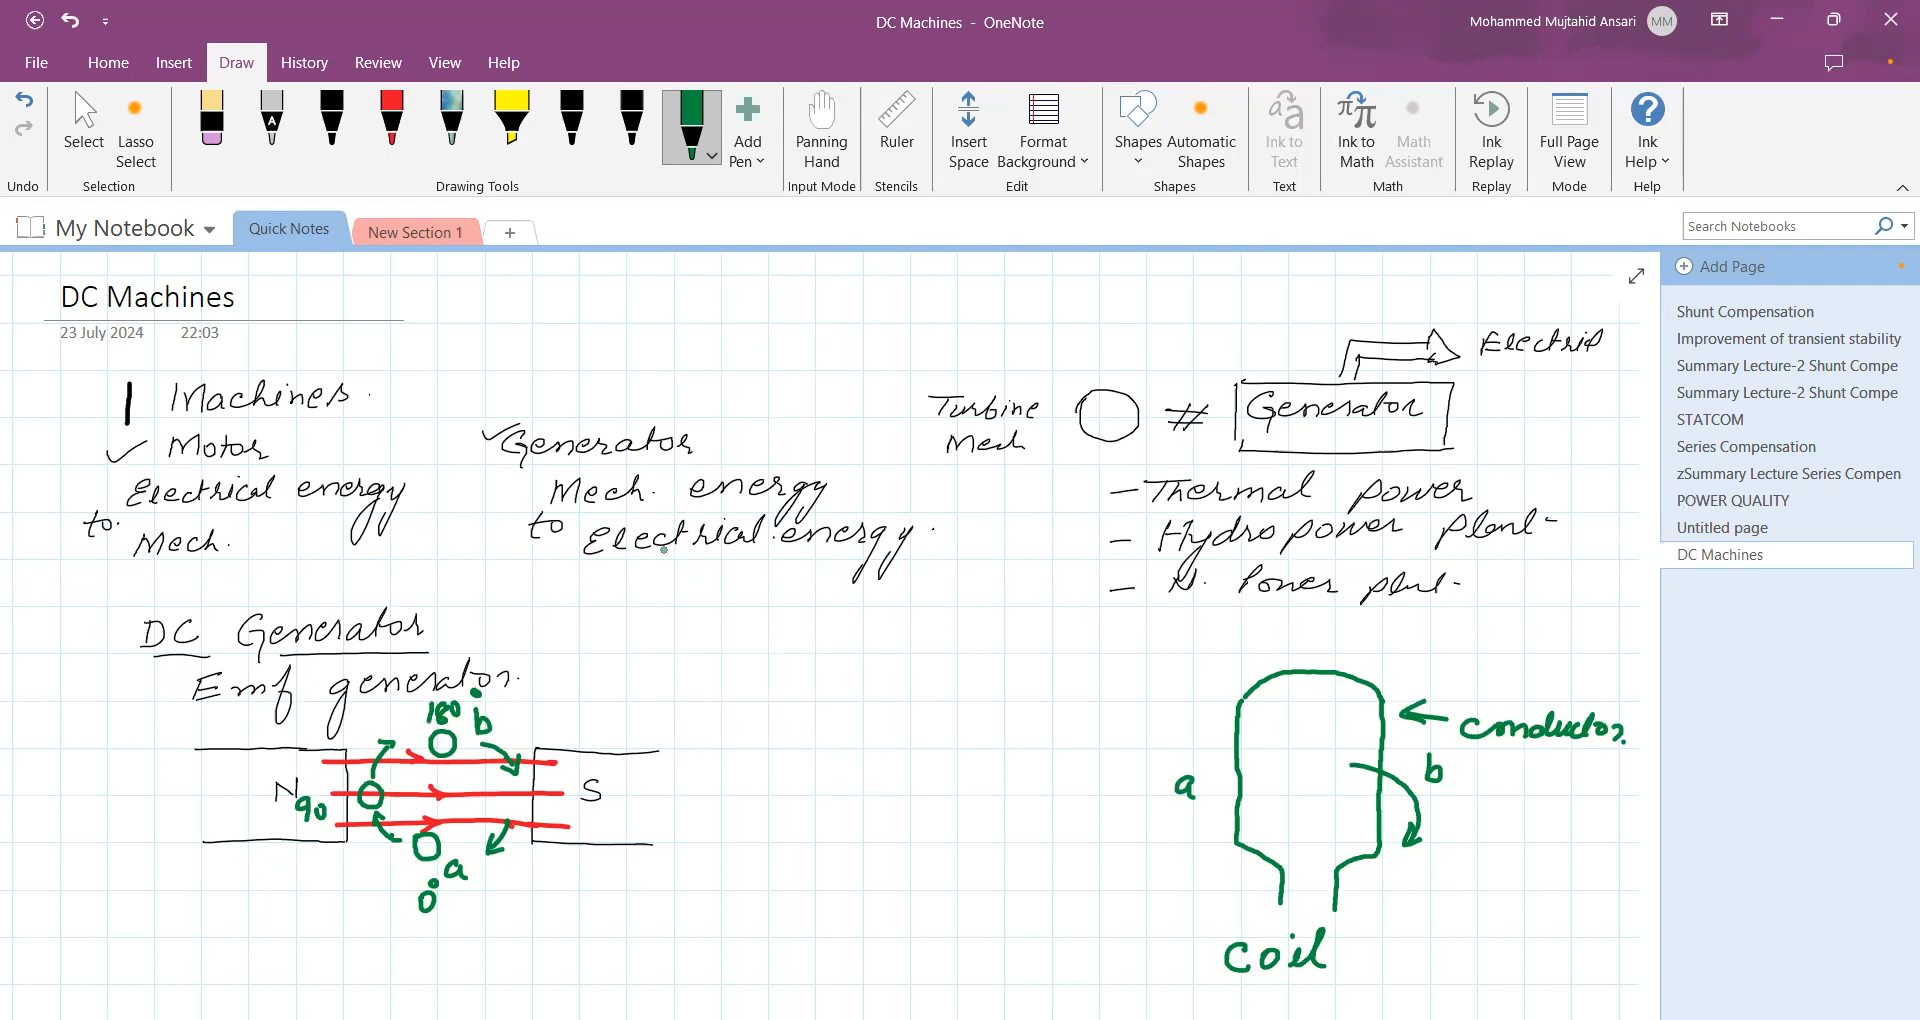 DC Machines - OneNote
Mohammed Mujtahid Ansari MM
File Home Insert Draw History Review View Help
Select
Lasso Select
A
Add Pen
Panning Hand
Ruler
Insert Space
Format Background
Shapes
Automatic Shapes
Ink to Text
Ink to Math
Math Assistant
Ink Replay
Full Page View
Ink Help
Undo Selection Drawing Tools Input Mode Stencils Edit Shapes Text Math Replay Mode Help
My Notebook Quick Notes New Section 1 +
Search Notebooks
Add Page
Shunt Compensation
Improvement of transient stability
Summary Lecture-2 Shunt Compe
Summary Lecture-2 Shunt Compe
STATCOM
Series Compensation
zSummary Lecture Series Compen
POWER QUALITY
Untitled page
DC Machines
DC Machines
23 July 2024 22:03
Machines.
Motor
Electrical energy
to.
Mech.
Generator
Mech. energy
to Electrical energy.
Turbine
Mech
Generator
- Thermal power
- Hydro power plant-
- N. Power plant-
DC Generator
Emf generator.
180° b
N
90
S
a
0°
a
b
conductor.
coil